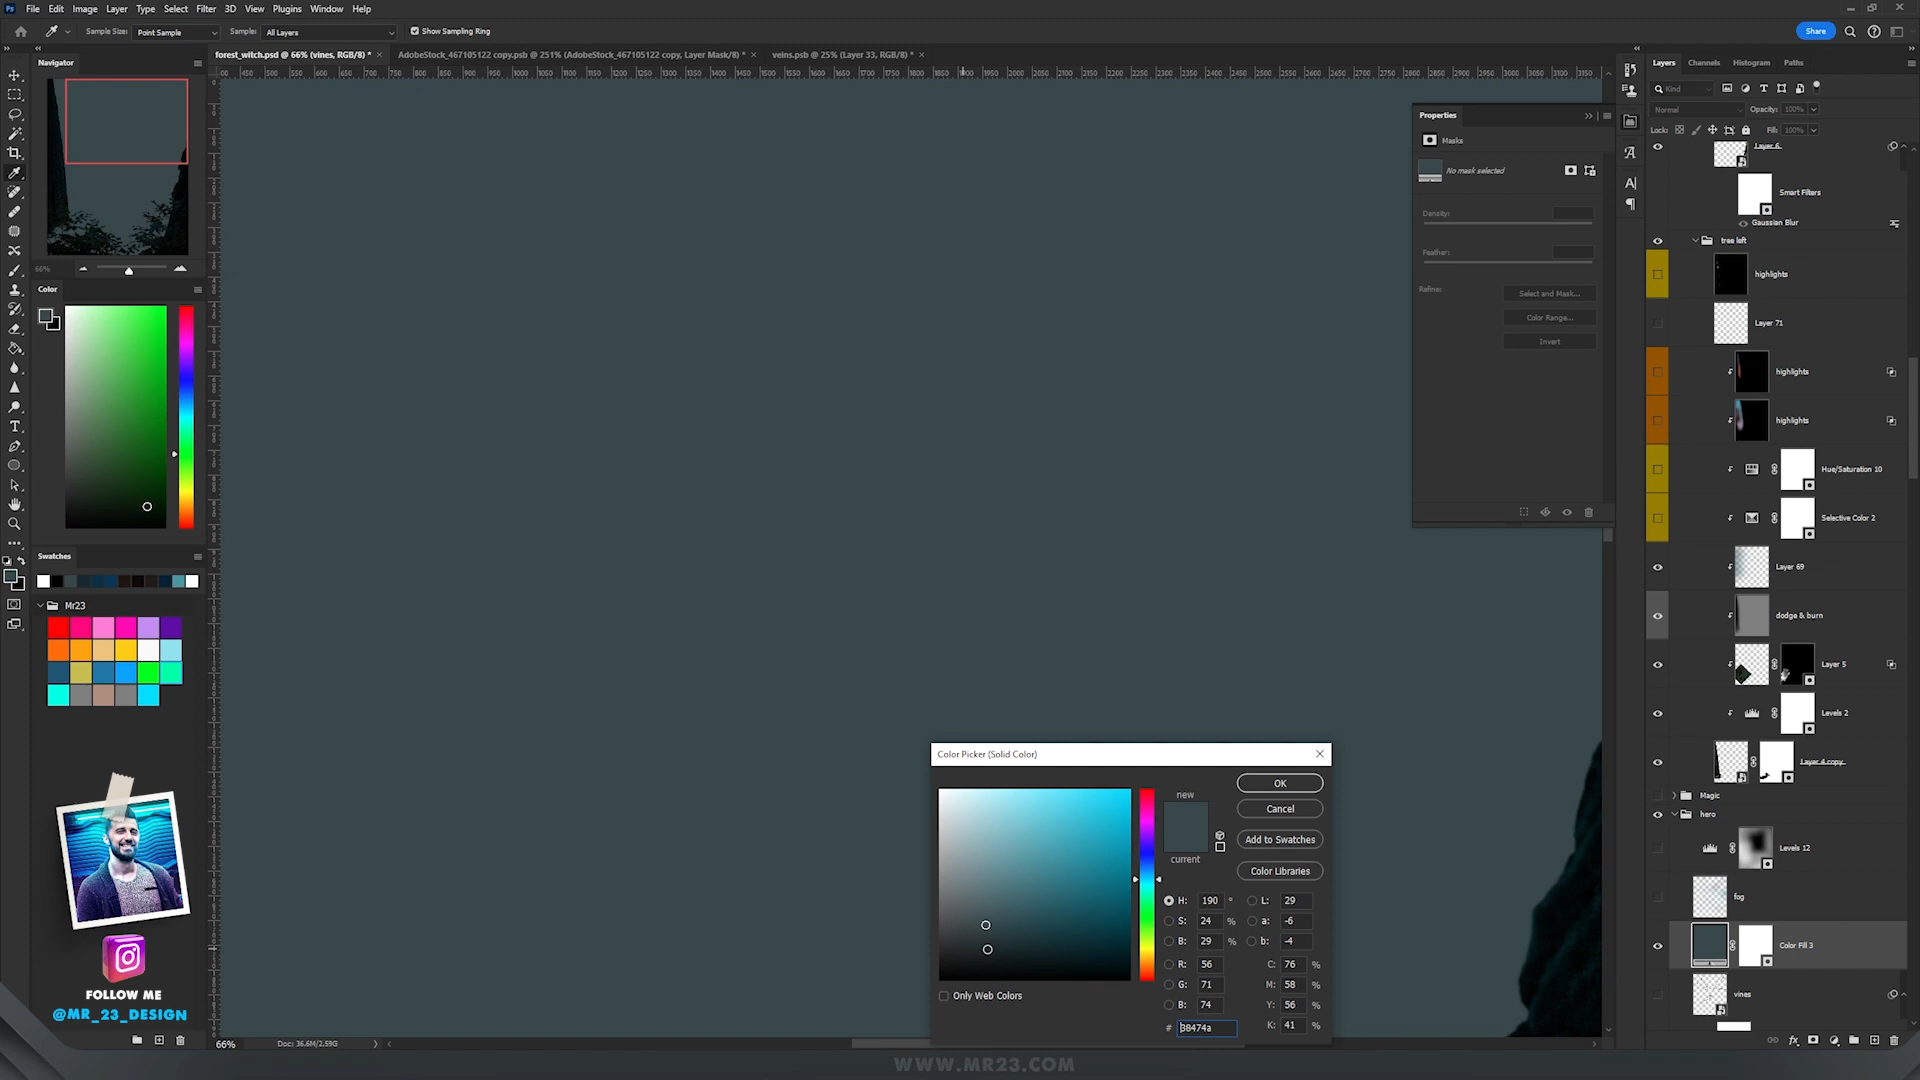 File Edit Image Layer Type Select Filter 3D View Plugins Window Help
Sample Size: Point Sample Sample: All Layers Show Sampling Ring Share
forest_witch.psd @ 66% (vines, RGB/8) * AdobeStock_467105122 copy.psb @ 251% (AdobeStock_467105122 copy, Layer Mask/8) * veins.psb @ 25% (Layer 33, RGB/8) *
Navigator
66%
Color
Swatches
Mr23
FOLLOW ME
@MR_23_DESIGN
Properties
Masks
No mask selected
Density:
Feather:
Refine:
Select and Mask...
Color Range...
Invert
Color Picker (Solid Color)
new
current
OK
Cancel
Add to Swatches
Color Libraries
H: 190 ° L: 29
S: 24 % a: -6
B: 29 % b: -4
R: 56 C: 76 %
G: 71 M: 58 %
B: 74 Y: 56 %
# 38474a K: 41 %
Only Web Colors
66% Doc: 36.6M/2.59G
Layers Channels Histogram Paths
Kind
Normal Opacity: 100%
Lock: Fill: 100%
Layer 6
Smart Filters
Gaussian Blur
tree left
highlights
Layer 71
highlights
highlights
Hue/Saturation 10
Selective Color 2
Layer 69
dodge & burn
Layer 5
Levels 2
Layer 4 copy
Magic
hero
Levels 12
fog
Color Fill 3
vines
WWW.MR23.COM